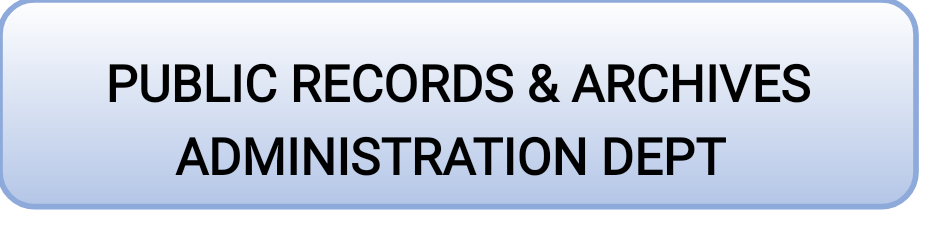 PUBLIC RECORDS & ARCHIVES
ADMINISTRATION DEPT